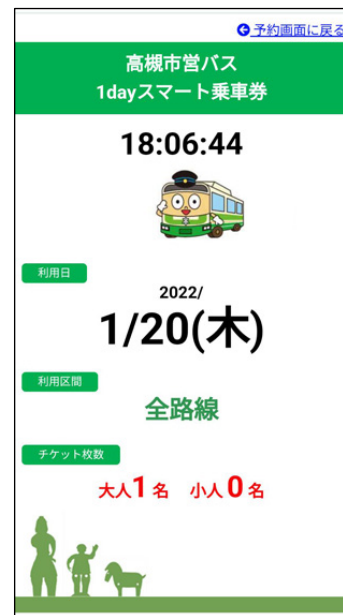 予約画面に戻る
高槻市営バス
1dayスマート乗車券
18:06:44
利用日
2022/
1/20(木)
利用区間
全路線
チケット枚数
大人1名 小人0名